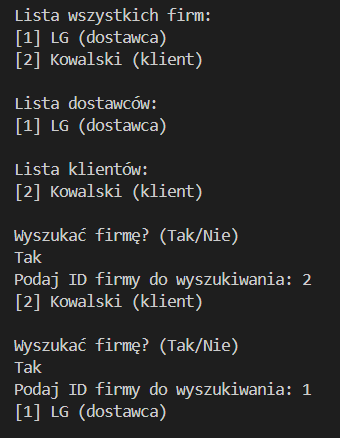 Lista wszystkich firm:
[1] LG (dostawca)
[2] Kowalski (klient)
Lista dostawców:
[1] LG (dostawca)
Lista klientów:
[2] Kowalski (klient)
Wyszukać firmę? (Tak/Nie)
Tak
Podaj ID firmy do wyszukiwania: 2
[2] Kowalski (klient)
Wyszukać firmę? (Tak/Nie)
Tak
Podaj ID firmy do wyszukiwania: 1
[1] LG (dostawca)